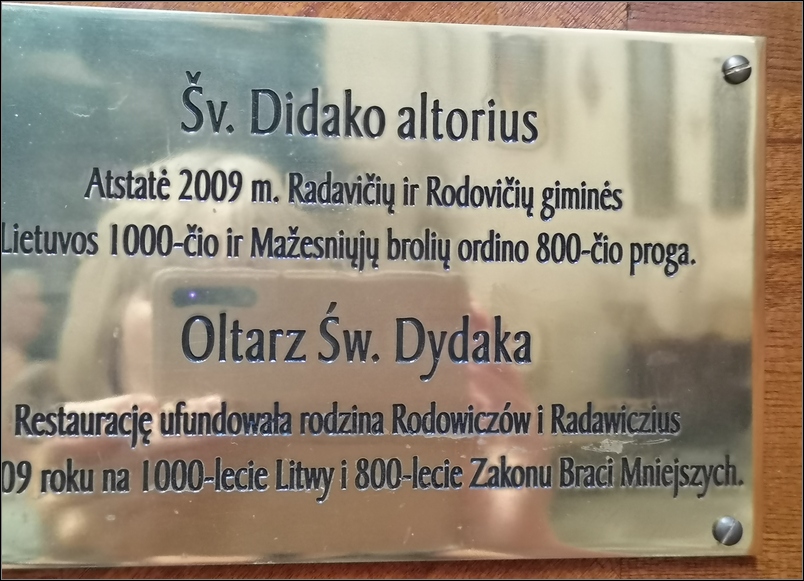 Šv. Didako altorius
Atstatė 2009 m. Radavičių ir Rodovičių giminės
Lietuvos 1000-čio ir Mažesniųjų brolių ordino 800-čio proga.
Oltarz Św. Dydaka
Restaurację ufundowała rodzina Rodowiczów i Radawiczius
09 roku na 1000-lecie Litwy i 800-lecie Zakonu Braci Mniejszych.